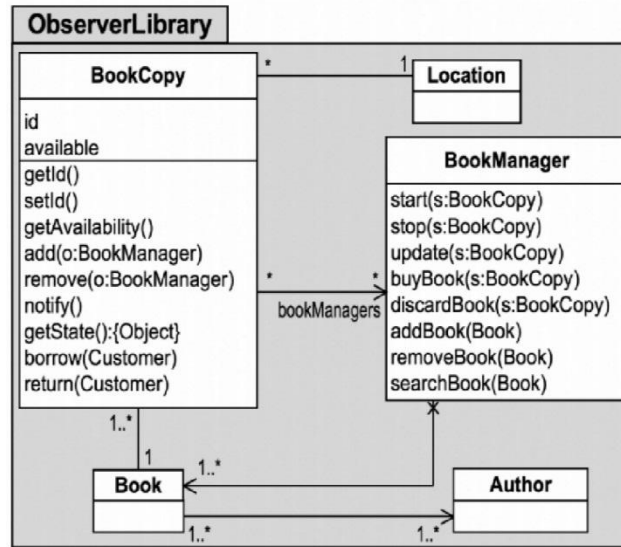 ObserverLibrary
BookCopy
id
available
getId()
setId()
getAvailability()
add(o:BookManager)
remove(o:BookManager)
notify()
getState():{Object}
borrow(Customer)
return(Customer)
*
1
Location
BookManager
start(s:BookCopy)
stop(s:BookCopy)
update(s:BookCopy)
buyBook(s:BookCopy)
discardBook(s:BookCopy)
addBook(Book)
removeBook(Book)
searchBook(Book)
*
*
bookManagers
1..*
1
1..*
Book
Author
1..*
1..*